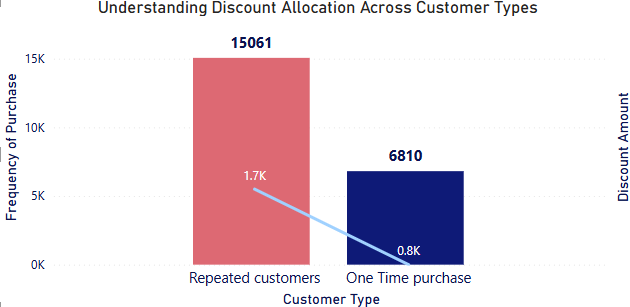 Understanding Discount Allocation Across Customer Types
15061
15K
10K
5K
0K
6810
1.7K
0.8K
Frequency of Purchase
Discount Amount
Repeated customers
One Time purchase
Customer Type